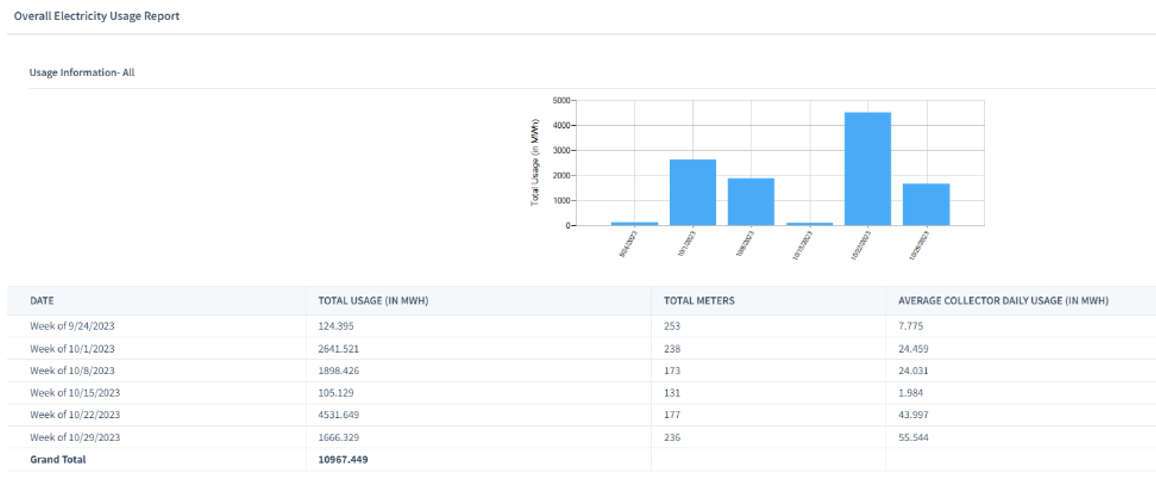 Overall Electricity Usage Report
Usage Information- All
Total Usage (in MWh)
5000
4000
3000
2000
1000
0
9/24/2023 10/1/2023 10/8/2023 10/15/2023 10/22/2023 10/29/2023
DATE TOTAL USAGE (IN MWH) TOTAL METERS AVERAGE COLLECTOR DAILY USAGE (IN MWH)
Week of 9/24/2023 124.395 253 7.775
Week of 10/1/2023 2641.521 238 24.459
Week of 10/8/2023 1898.426 173 24.031
Week of 10/15/2023 105.129 131 1.984
Week of 10/22/2023 4531.649 177 43.997
Week of 10/29/2023 1666.329 236 55.544
Grand Total 10967.449